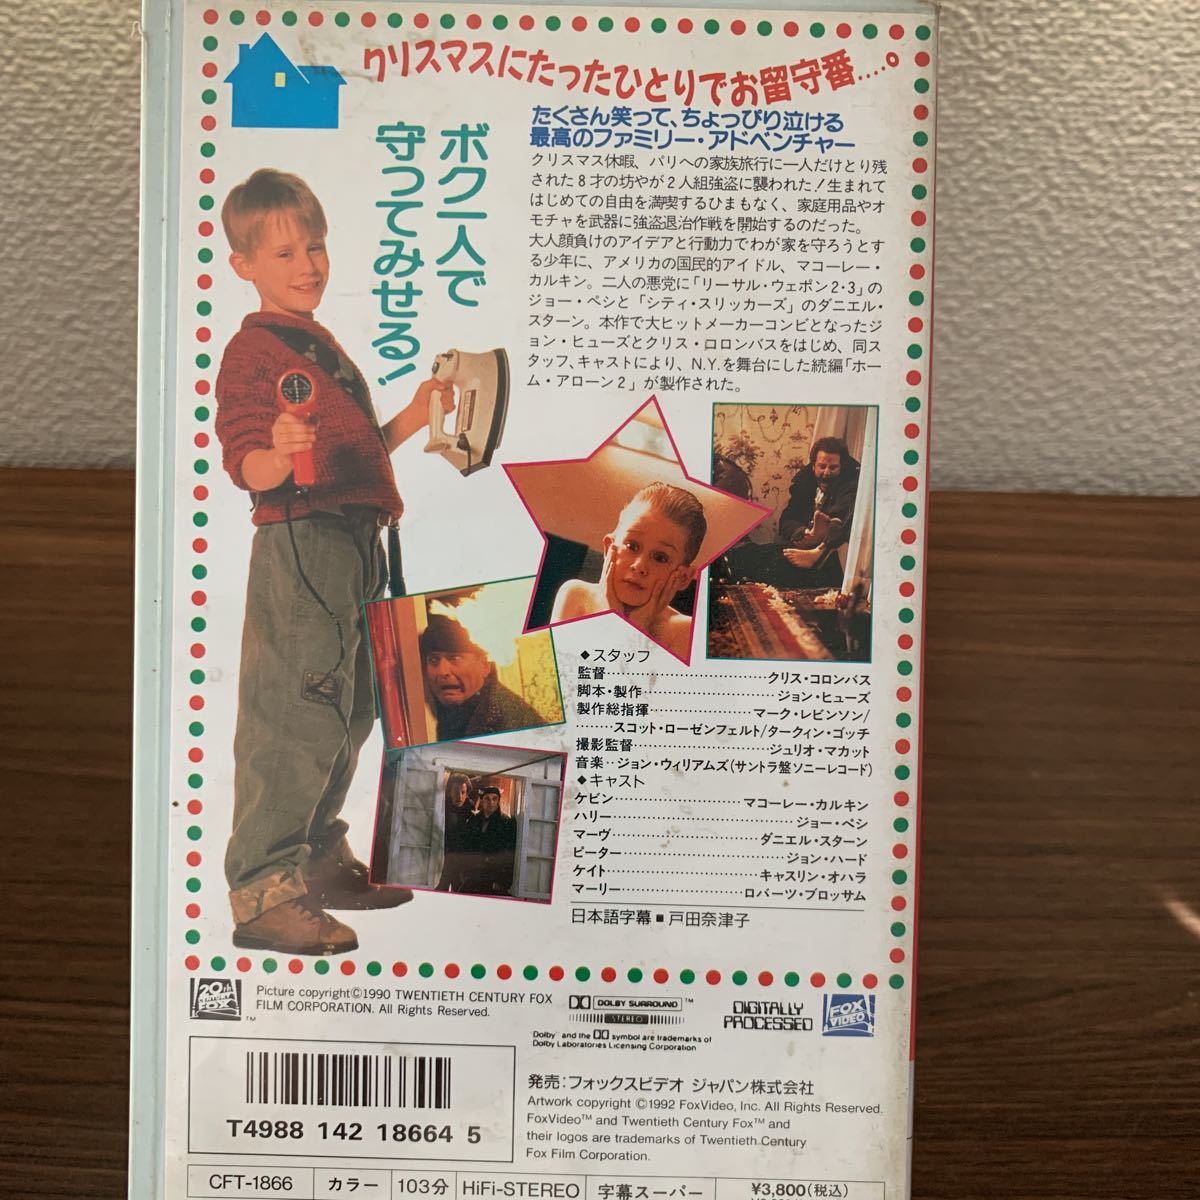 クリスマスにたったひとりでお留守番....。
ボク一人で
守ってみせる!
たくさん笑って、ちょっぴり泣ける
最高のファミリー・アドベンチャー
クリスマス休暇、パリへの家族旅行に一人だけとり残
された8才の坊やが2人組強盗に襲われた!生まれて
はじめての自由を満喫するひまもなく、家庭用品やオ
モチャを武器に強盗退治作戦を開始するのだった。
大人顔負けのアイデアと行動力でわが家を守ろうとす
る少年に、アメリカの国民的アイドル、マコーレー・
カルキン。二人の悪党に「リーサル・ウェポン2・3」の
ジョー・ペシと「シティ・スリッカーズ」のダニエル・
スターン。本作で大ヒットメーカーコンビとなったジ
ョン・ヒューズとクリス・コロンバスをはじめ、同ス
タッフ、キャストにより、N.Y.を舞台にした続編「ホー
ム・アローン2」が製作された。
◆スタッフ
監督……………………クリス・コロンバス
脚本・製作……………………ジョン・ヒューズ
製作総指揮………………マーク・レビンソン/
………スコット・ローゼンフェルト/タークィン・ゴッチ
撮影監督………………ジュリオ・マカット
音楽‥ジョン・ウィリアムズ(サントラ盤ソニーレコード)
◆キャスト
ケビン………………マコーレー・カルキン
ハリー……………………ジョー・ペシ
マーヴ……………………ダニエル・スターン
ピーター……………………ジョン・ハード
ケイト……………………キャスリン・オハラ
マーリー………………ロバーツ・ブロッサム
日本語字幕■戸田奈津子
20th CENTURY FOX TM
Picture copyright©1990 TWENTIETH CENTURY FOX
FILM CORPORATION. All Rights Reserved.
DOLBY SURROUND TM
STEREO
Dolby and the DD symbol are trademarks of
Dolby Laboratories Licensing Corporation
DIGITALLY
PROCESSED
FOX
VIDEO
発売:フォックスビデオ ジャパン株式会社
Artwork copyright ©1992 FoxVideo, Inc. All Rights Reserved.
FoxVideo™ and Twentieth Century Fox™ and
their logos are trademarks of Twentieth Century
Fox Film Corporation.
T4988 142 18664 5
CFT-1866 カラー 103分 HiFi-STEREO 字幕スーパー ¥3,800(税込)